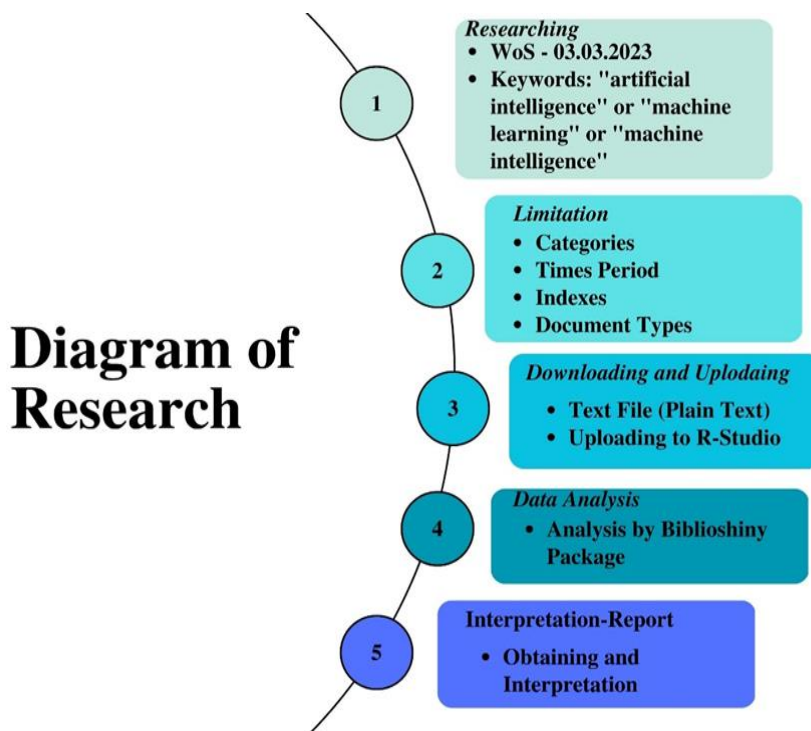 Diagram of
Research
1
Researching
• WoS - 03.03.2023
• Keywords: "artificial
intelligence" or "machine
learning" or "machine
intelligence"
2
Limitation
• Categories
• Times Period
• Indexes
• Document Types
3
Downloading and Uplodaing
• Text File (Plain Text)
• Uploading to R-Studio
4
Data Analysis
• Analysis by Biblioshiny
Package
5
Interpretation-Report
• Obtaining and
Interpretation